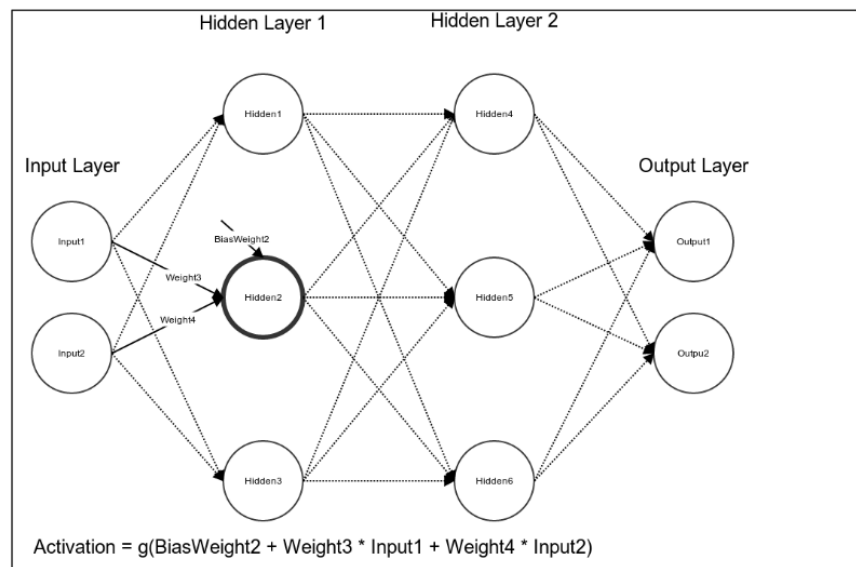 Hidden Layer 1
Hidden Layer 2
Input Layer
Output Layer
Hidden1
Hidden4
Input1
BiasWeight2
Output1
Weight3
Hidden2
Hidden5
Weight4
Input2
Outpu2
Hidden3
Hidden6
Activation = g(BiasWeight2 + Weight3 * Input1 + Weight4 * Input2)